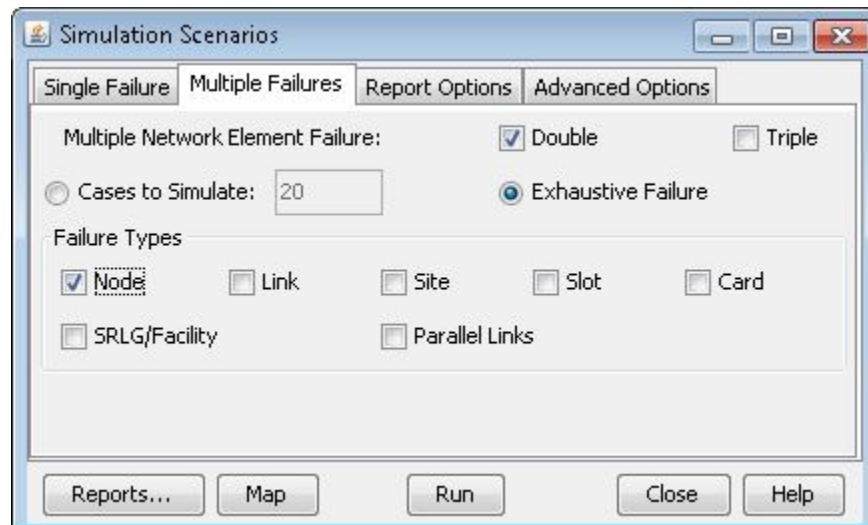 Simulation Scenarios
Single Failure Multiple Failures Report Options Advanced Options
Multiple Network Element Failure: Double Triple
Cases to Simulate: 20 Exhaustive Failure
Failure Types
Node Link Site Slot Card
SRLG/Facility Parallel Links
Reports... Map Run Close Help